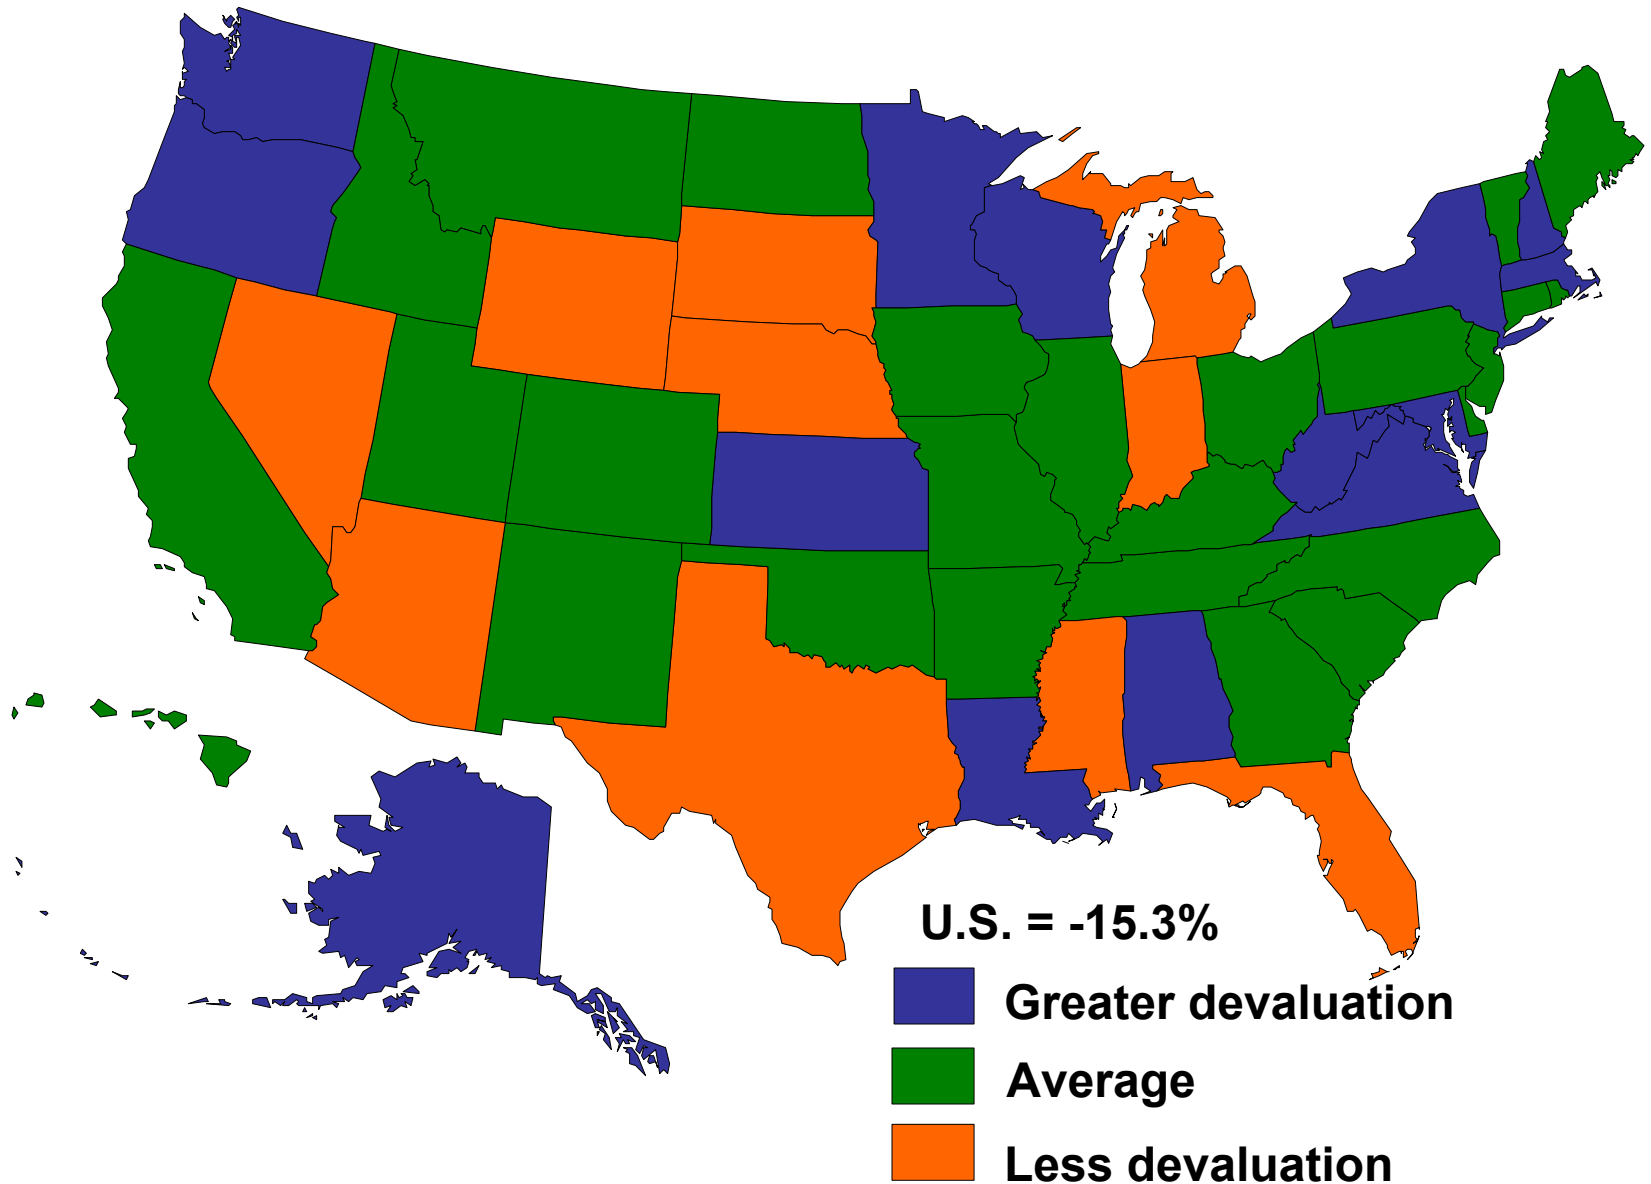 U.S. = -15.3%
Greater devaluation
Average
Less devaluation